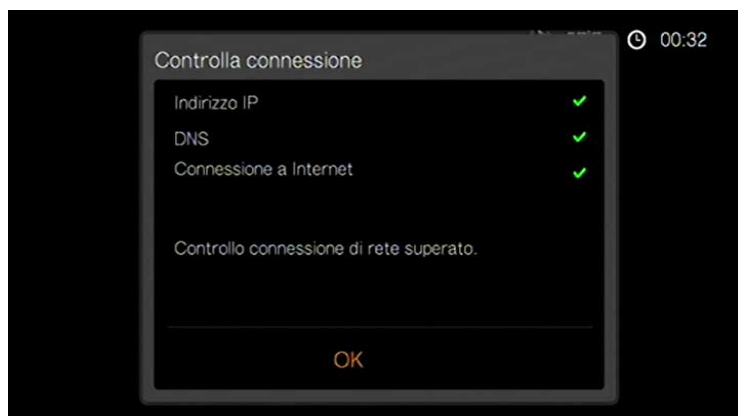 00:32
Controlla connessione
Indirizzo IP
DNS
Connessione a Internet
Controllo connessione di rete superato.
OK